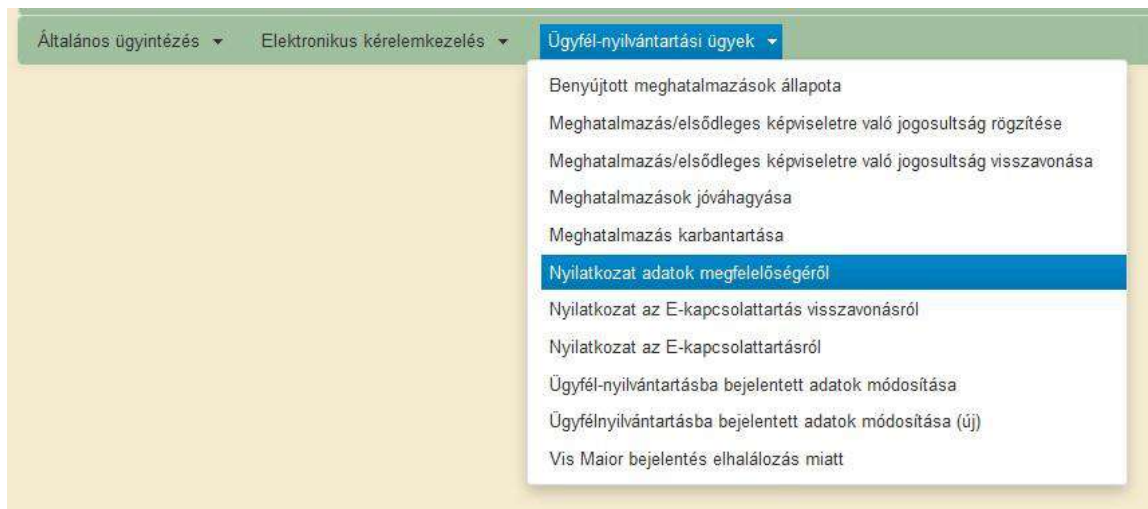 Általános ügyintézés Elektronikus kérelemkezelés Ügyfél-nyilvántartási ügyek
Benyújtott meghatalmazások állapota
Meghatalmazás/elsődleges képviseletre való jogosultság rögzítése
Meghatalmazás/elsődleges képviseletre való jogosultság visszavonása
Meghatalmazások jóváhagyása
Meghatalmazás karbantartása
Nyilatkozat adatok megfelelőségéről
Nyilatkozat az E-kapcsolattartás visszavonásról
Nyilatkozat az E-kapcsolattartásról
Ügyfél-nyilvántartásba bejelentett adatok módosítása
Ügyfélnyilvántartásba bejelentett adatok módosítása (új)
Vis Maior bejelentés elhalálozás miatt